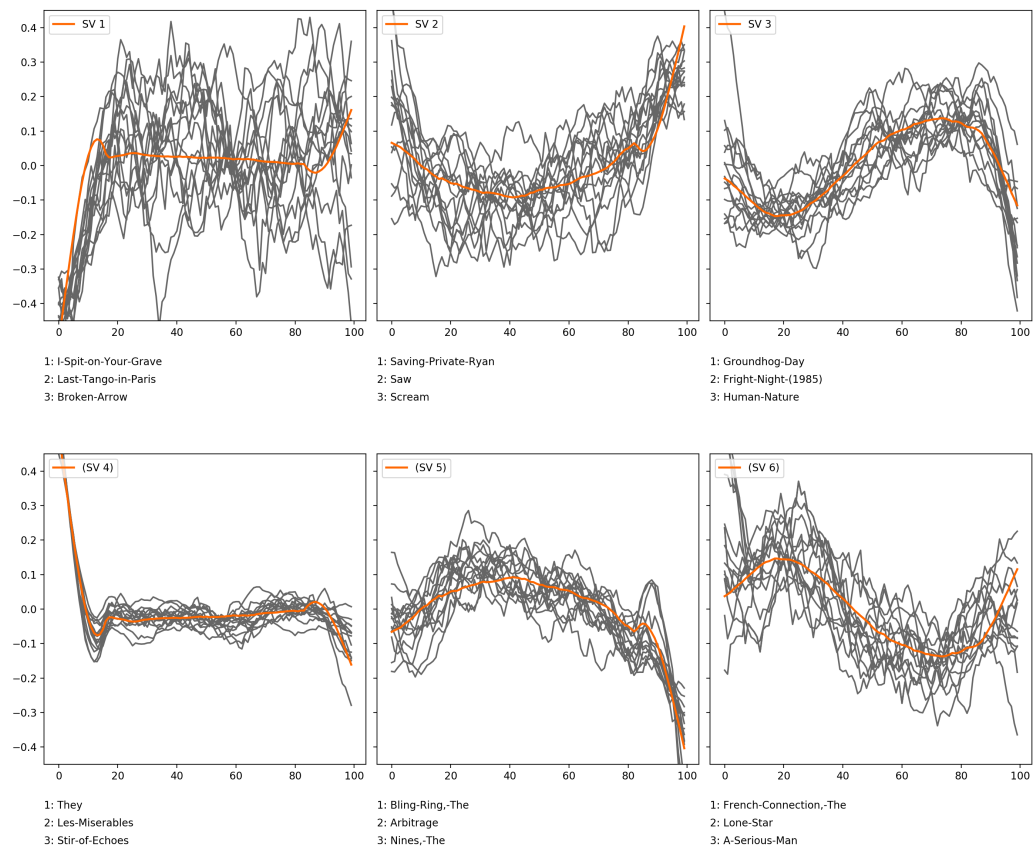 SV 1
SV 2
SV 3
0.4
0.3
0.2
0.1
0.0
−0.1
−0.2
−0.3
−0.4
0 20 40 60 80 100
0 20 40 60 80 100
0 20 40 60 80 100
1: I-Spit-on-Your-Grave
2: Last-Tango-in-Paris
3: Broken-Arrow
1: Saving-Private-Ryan
2: Saw
3: Scream
1: Groundhog-Day
2: Fright-Night-(1985)
3: Human-Nature
(SV 4)
(SV 5)
(SV 6)
0.4
0.3
0.2
0.1
0.0
−0.1
−0.2
−0.3
−0.4
0 20 40 60 80 100
0 20 40 60 80 100
0 20 40 60 80 100
1: They
2: Les-Miserables
3: Stir-of-Echoes
1: Bling-Ring,-The
2: Arbitrage
3: Nines,-The
1: French-Connection,-The
2: Lone-Star
3: A-Serious-Man